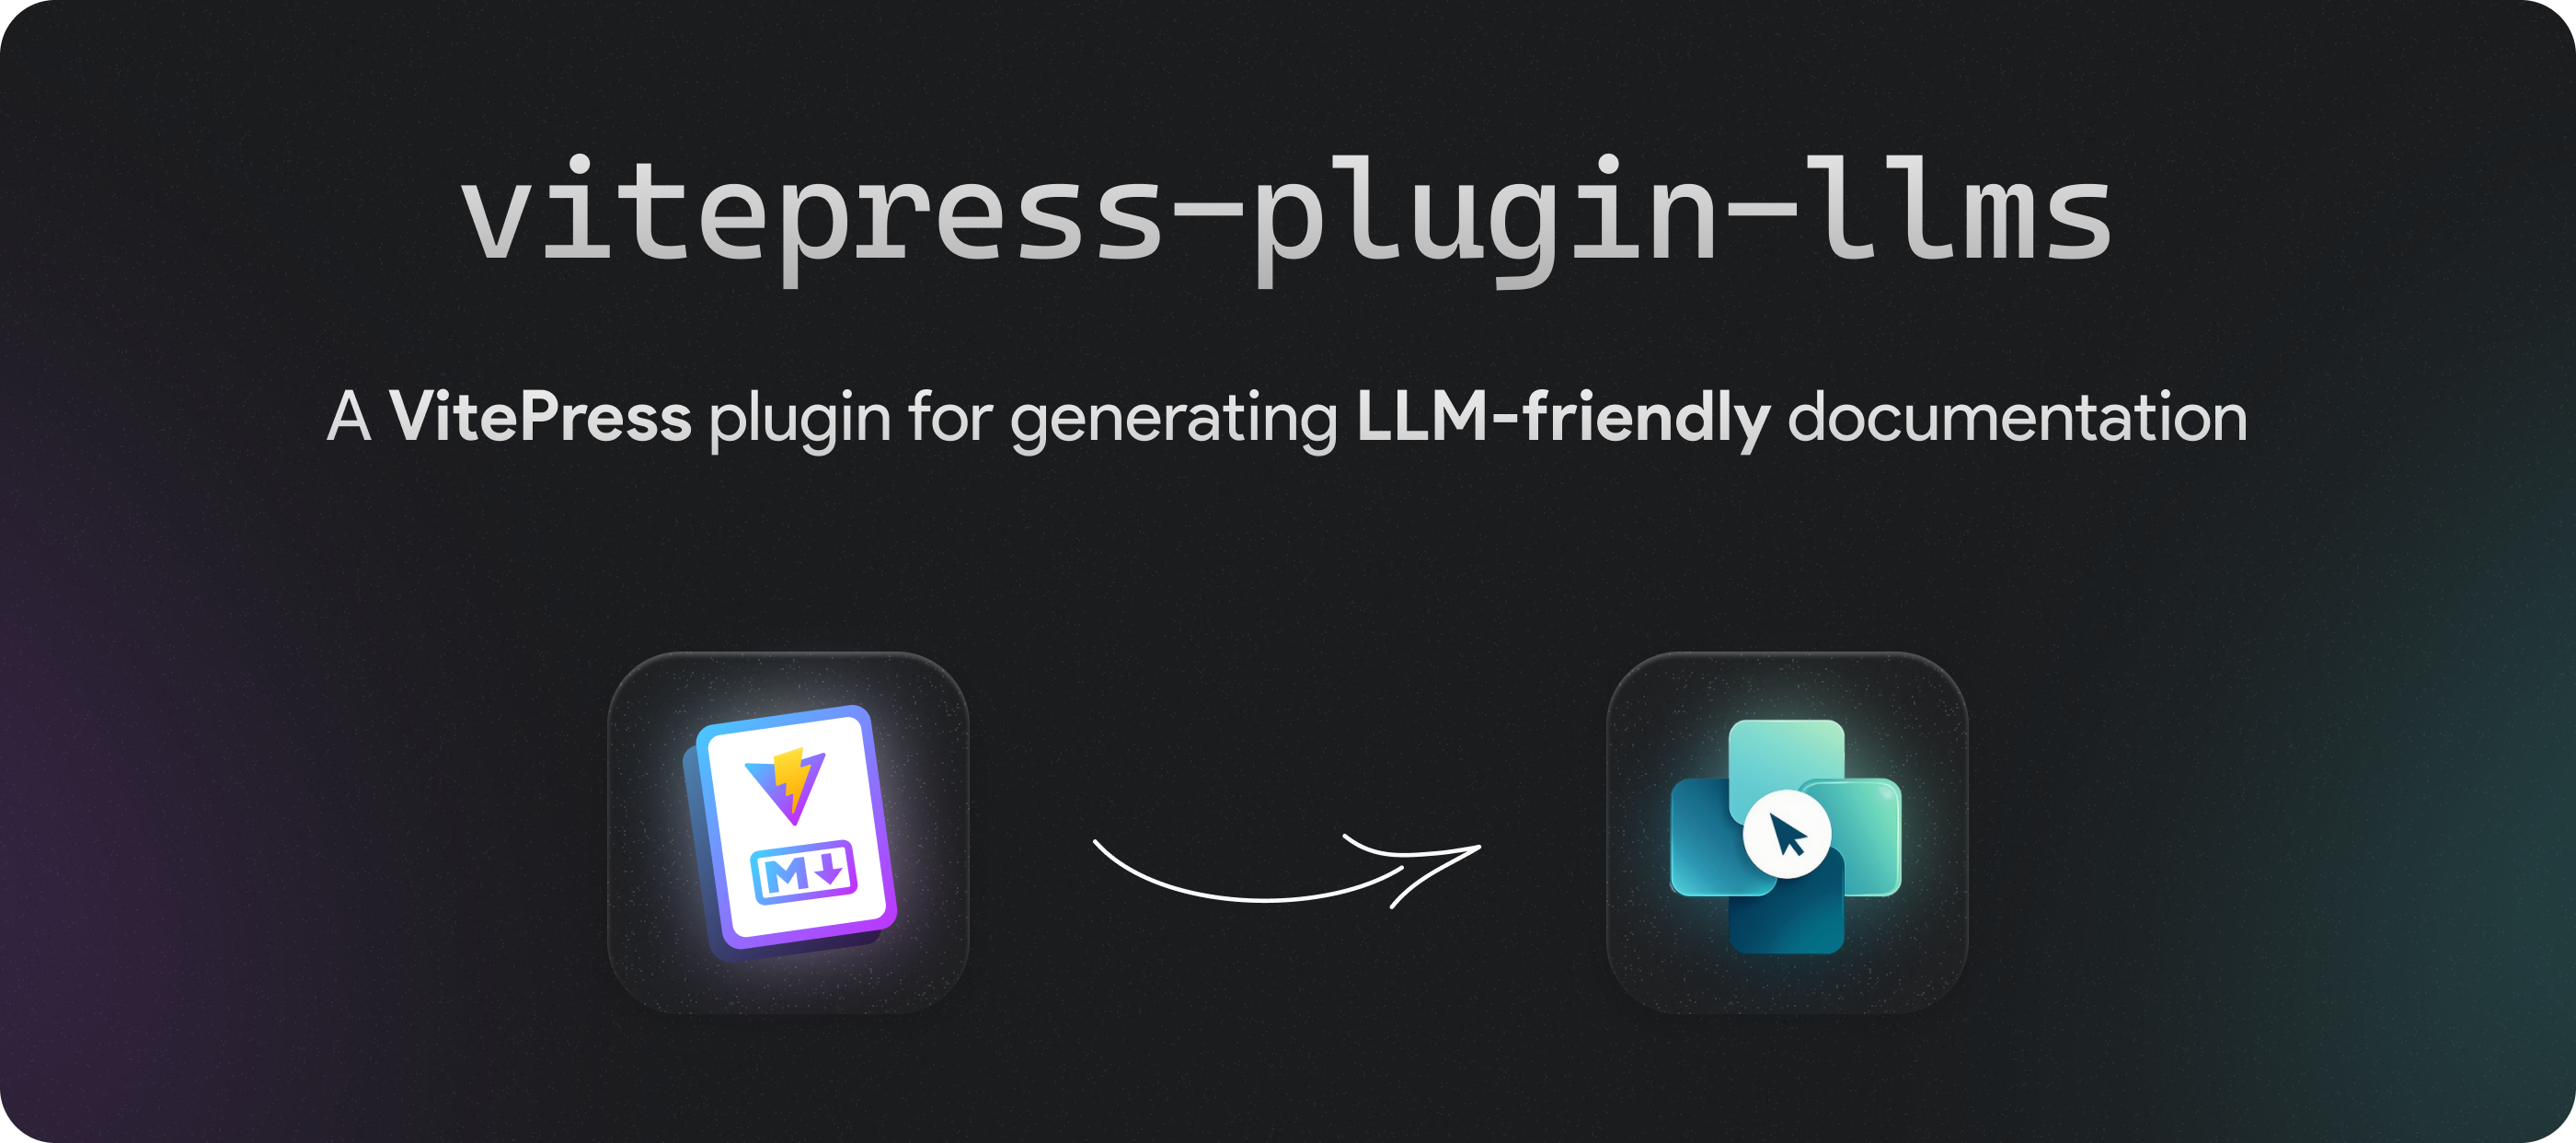 vitepress-plugin-llms
A VitePress plugin for generating LLM-friendly documentation
M